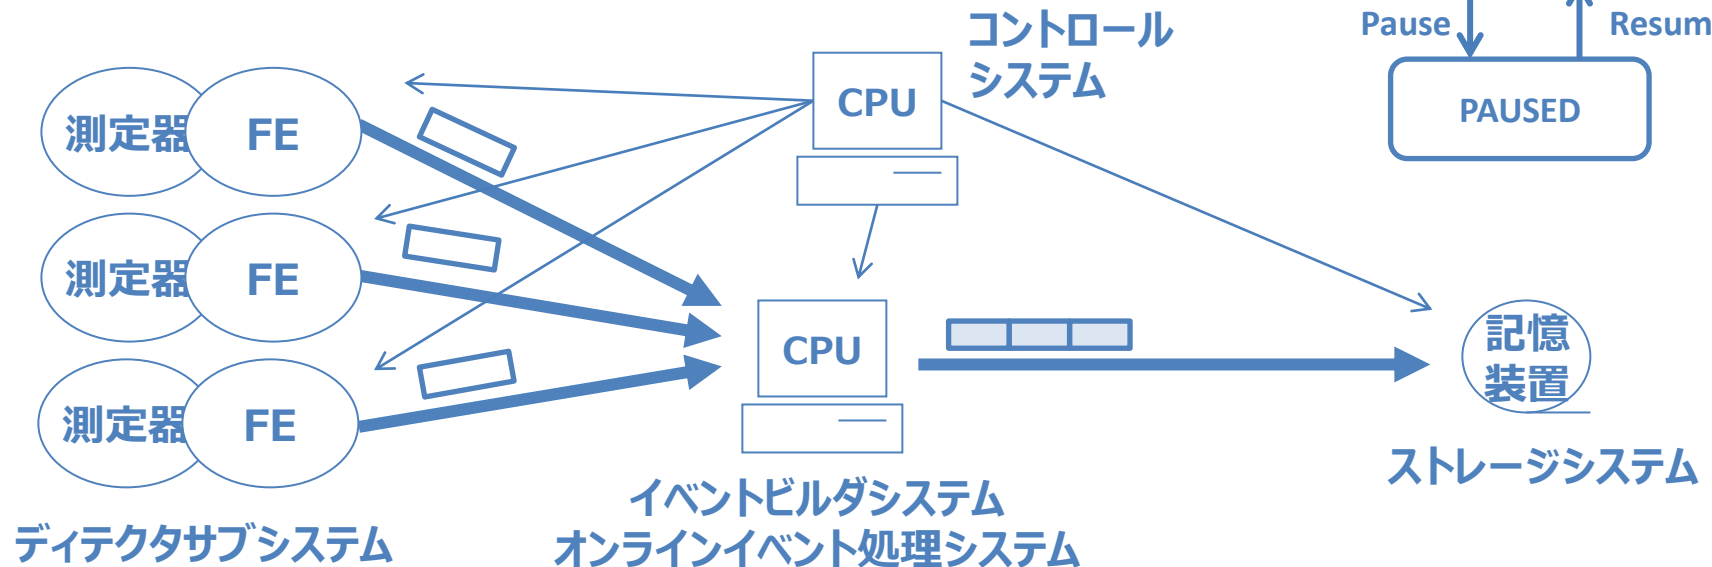 コントロール
システム
Pause
Resum
CPU
PAUSED
測定器
FE
測定器
FE
CPU
記憶
装置
測定器
FE
ストレージシステム
イベントビルダシステム
オンラインイベント処理システム
ディテクタサブシステム